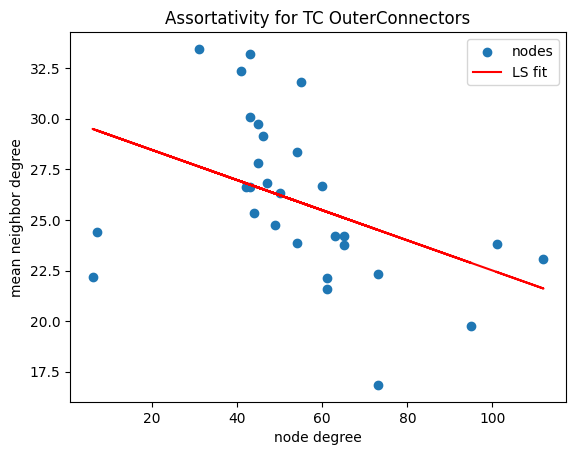 Assortativity for TC OuterConnectors
nodes
LS fit
mean neighbor degree
32.5
30.0
27.5
25.0
22.5
20.0
17.5
20
40
60
80
100
node degree